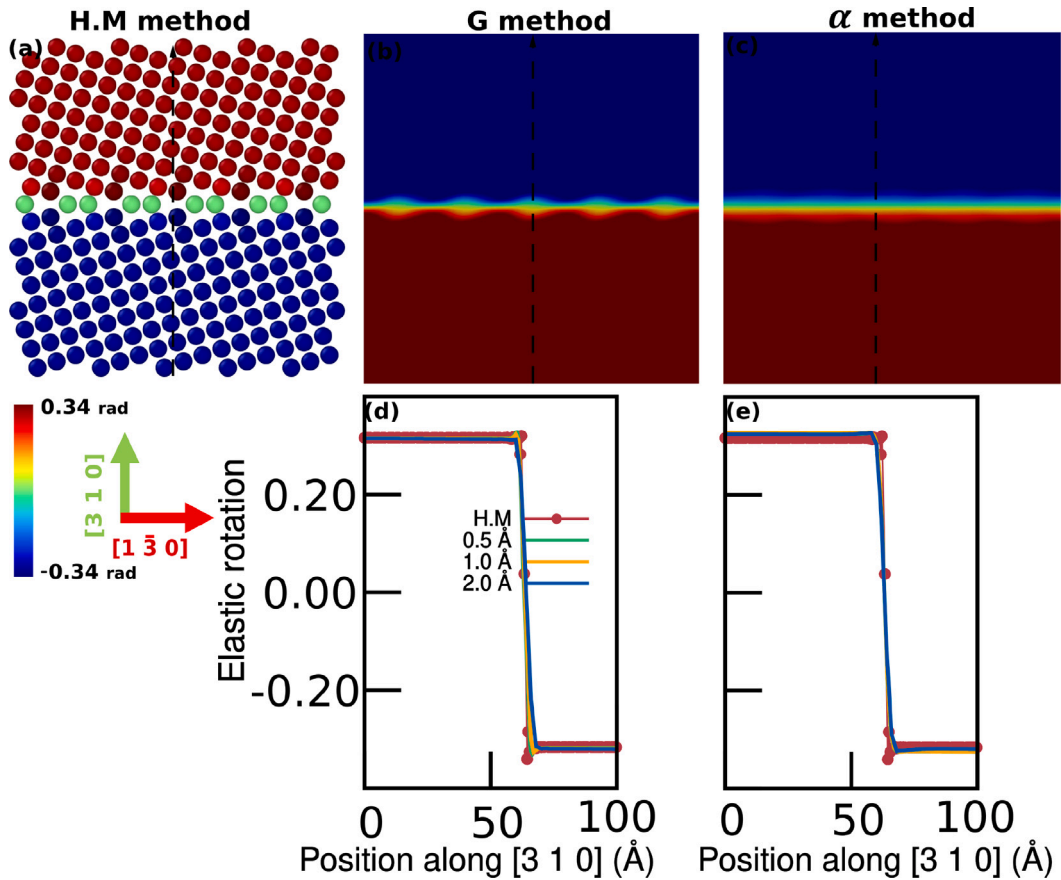 H.M method
G method
α method
(a)
(b)
(c)
0.34 rad
-0.34 rad
[3 1 0]
[1 3̄ 0]
(d)
(e)
Elastic rotation
0.20
0.00
-0.20
H.M
0.5 Å
1.0 Å
2.0 Å
0 50 100
0 50 100
Position along [3 1 0] (Å)
Position along [3 1 0] (Å)